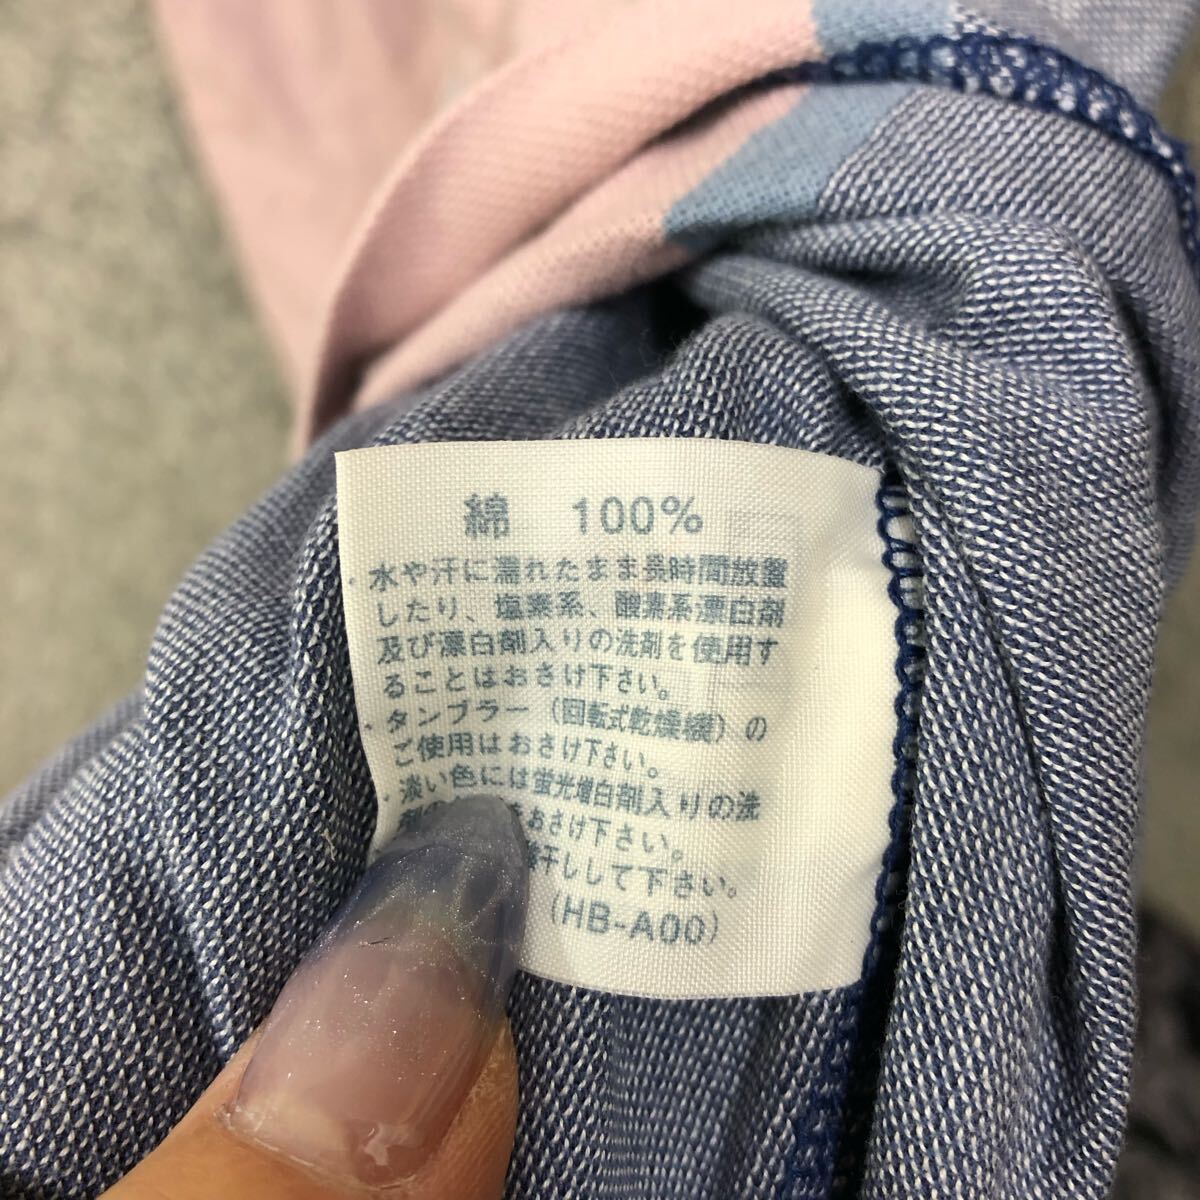 綿 100%
・水や汗に濡れたまま長時間放置
したり、塩素系、酸素系漂白剤
及び漂白剤入りの洗剤を使用す
ることはおさけ下さい。
・タンブラー（回転式乾燥機）の
ご使用はおさけ下さい。
・淡い色には蛍光増白剤入りの洗
おさけ下さい。
干しして下さい。
(HB-A00)